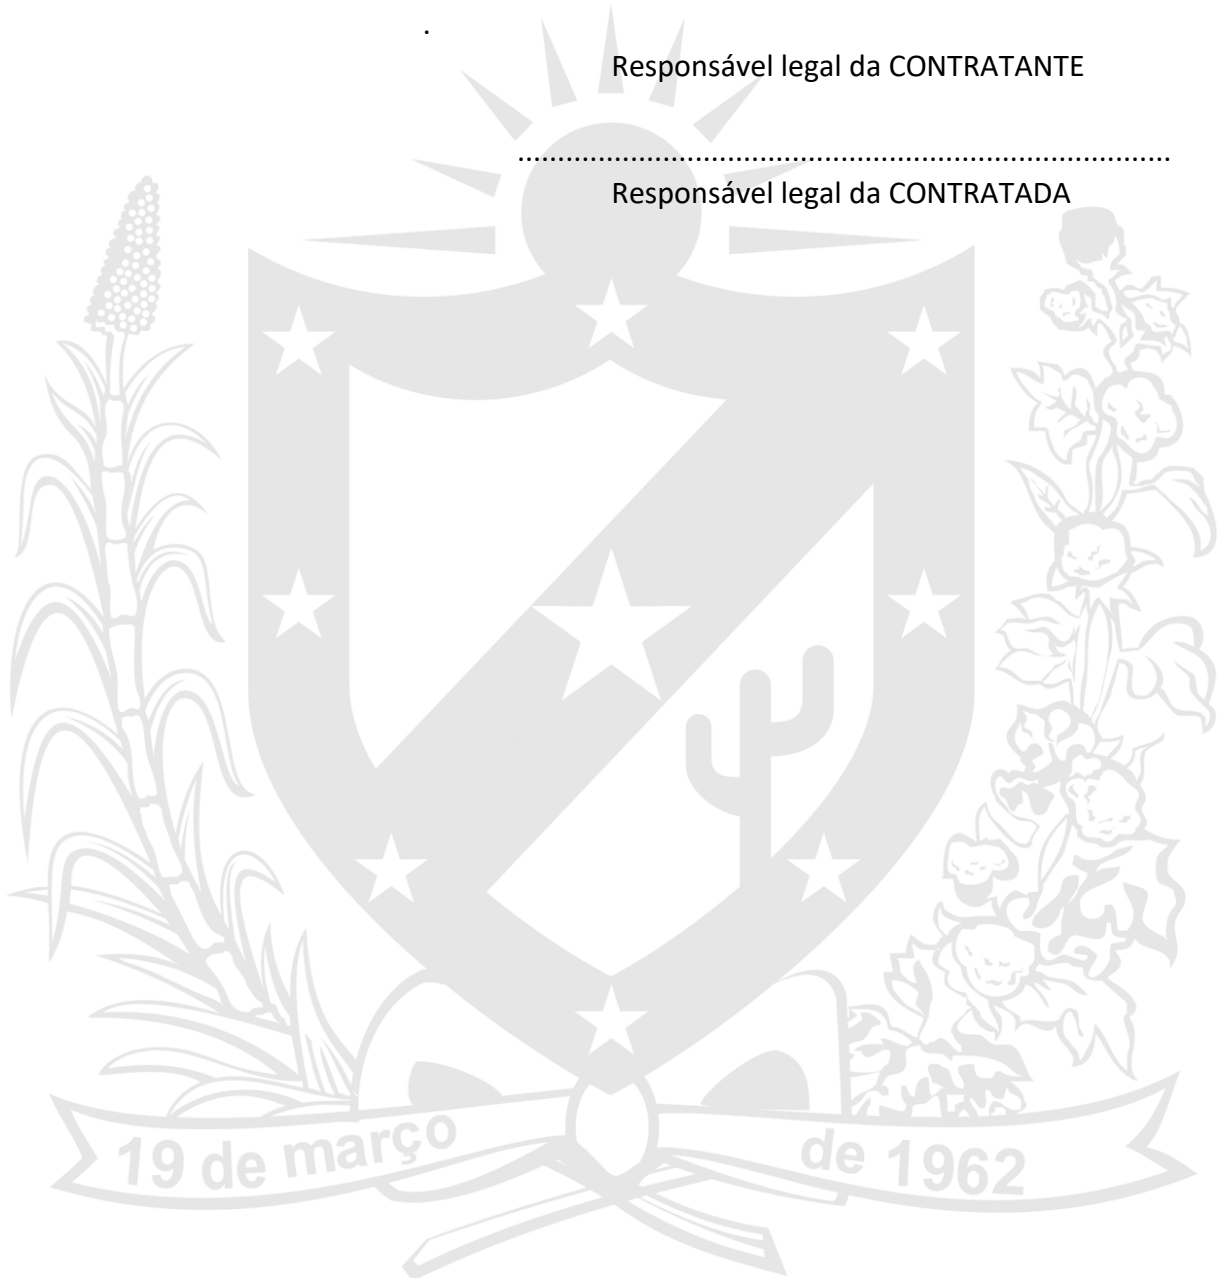 .
Responsável legal da CONTRATANTE
..................................................................................
Responsável legal da CONTRATADA
19 de março de 1962